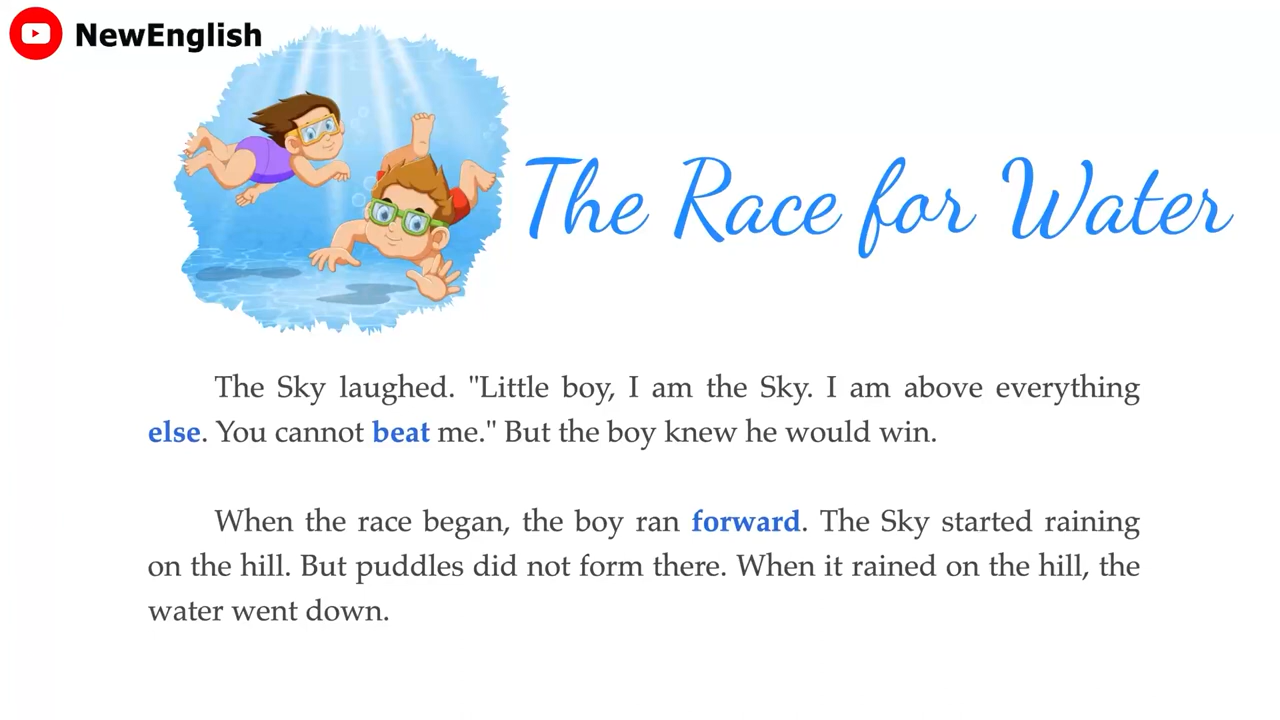 NewEnglish
The Race for Water
The Sky laughed. "Little boy, I am the Sky. I am above everything
else. You cannot beat me." But the boy knew he would win.
When the race began, the boy ran forward. The Sky started raining
on the hill. But puddles did not form there. When it rained on the hill, the
water went down.